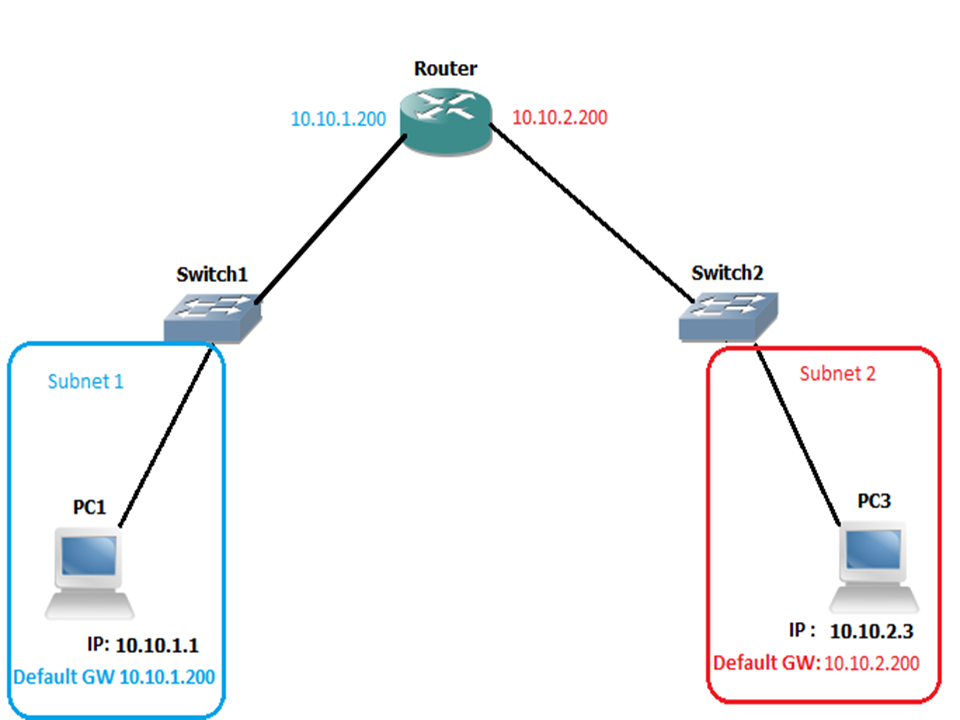 Router
10.10.1.200
10.10.2.200
Switch1
Switch2
Subnet 1
Subnet 2
PC1
PC3
IP: 10.10.1.1
Default GW 10.10.1.200
IP : 10.10.2.3
Default GW: 10.10.2.200